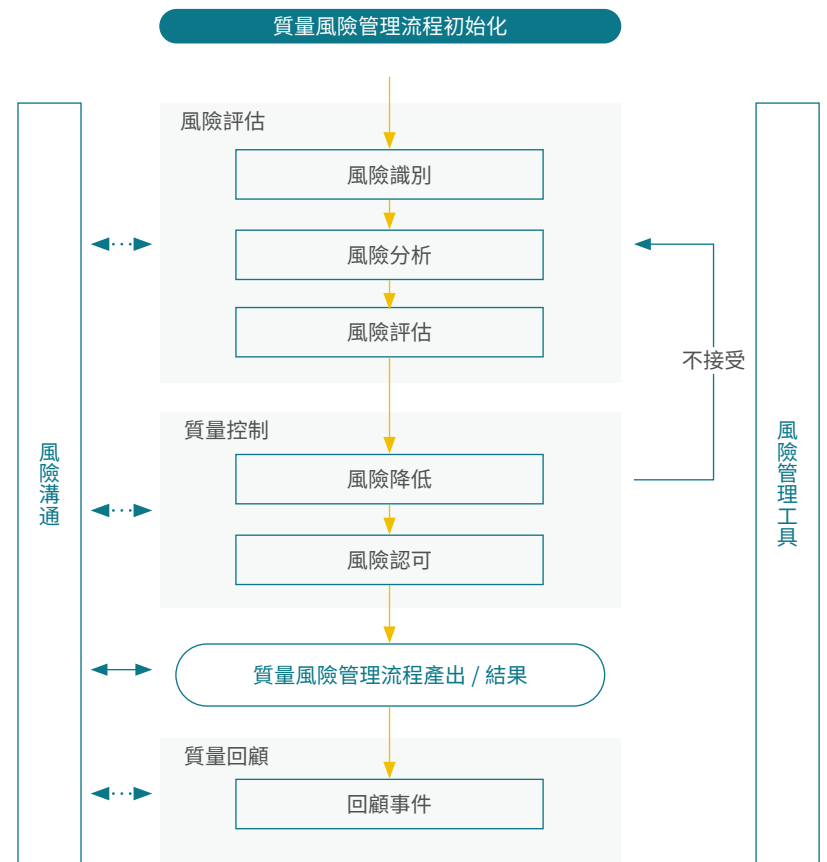 質量風險管理流程初始化
風險評估
風險識別
風險分析
風險評估
不接受
質量控制
風險降低
風險認可
風險溝通
風險管理工具
質量風險管理流程產出 / 結果
質量回顧
回顧事件